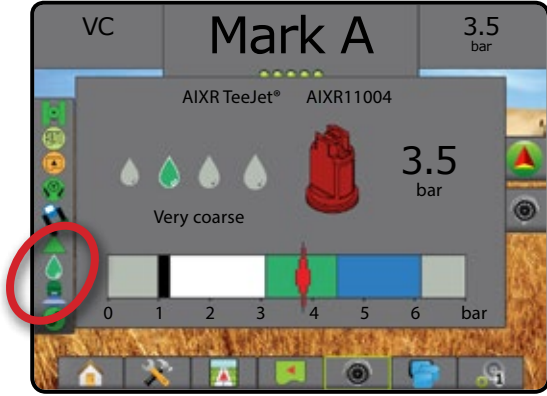 VC
Mark A
3.5
bar
AIXR TeeJet® AIXR11004
3.5
bar
Very coarse
0 1 2 3 4 5 6 bar
1